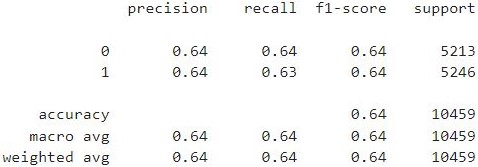 precision recall f1-score support
0 0.64 0.64 0.64 5213
1 0.64 0.63 0.64 5246
accuracy 0.64 10459
macro avg 0.64 0.64 0.64 10459
weighted avg 0.64 0.64 0.64 10459